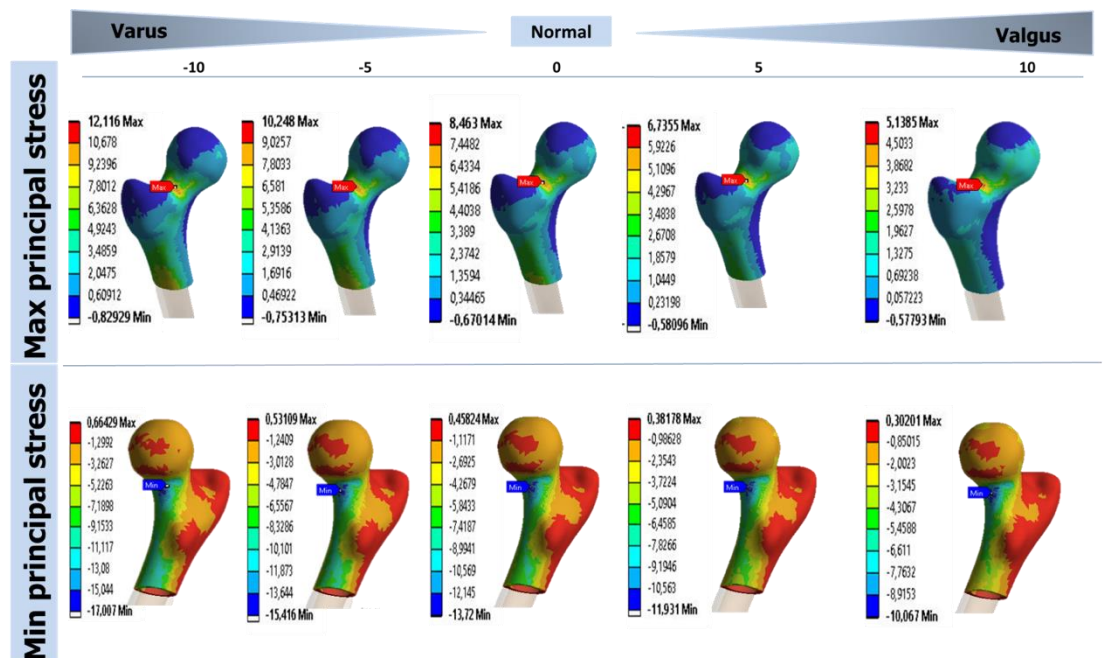 Varus
Normal
Valgus
-10
-5
0
5
10
Max principal stress
12,116 Max
10,678
9,2396
7,8012
6,3628
4,9243
3,4859
2,0475
0,60912
-0,82929 Min
Max
10,248 Max
9,0257
7,8033
6,581
5,3586
4,1363
2,9139
1,6916
0,46922
-0,75313 Min
Max
8,463 Max
7,4482
6,4334
5,4186
4,4038
3,389
2,3742
1,3594
0,34465
-0,67014 Min
Max
6,7355 Max
5,9226
5,1096
4,2967
3,4838
2,6708
1,8579
1,0449
0,23198
-0,58096 Min
Max
5,1385 Max
4,5033
3,8682
3,233
2,5978
1,9627
1,3275
0,69238
0,057223
-0,57793 Min
Max
Min principal stress
0,66429 Max
-1,2992
-3,2627
-5,2263
-7,1898
-9,1533
-11,117
-13,08
-15,044
-17,007 Min
Min
0,53109 Max
-1,2409
-3,0128
-4,7847
-6,5567
-8,3286
-10,101
-11,873
-13,644
-15,416 Min
Min
0,45824 Max
-1,1171
-2,6925
-4,2679
-5,8433
-7,4187
-8,9941
-10,569
-12,145
-13,72 Min
Min
0,38178 Max
-0,98628
-2,3543
-3,7224
-5,0904
-6,4585
-7,8266
-9,1946
-10,563
-11,931 Min
Min
0,30201 Max
-0,85015
-2,0023
-3,1545
-4,3067
-5,4588
-6,611
-7,7632
-8,9153
-10,067 Min
Min